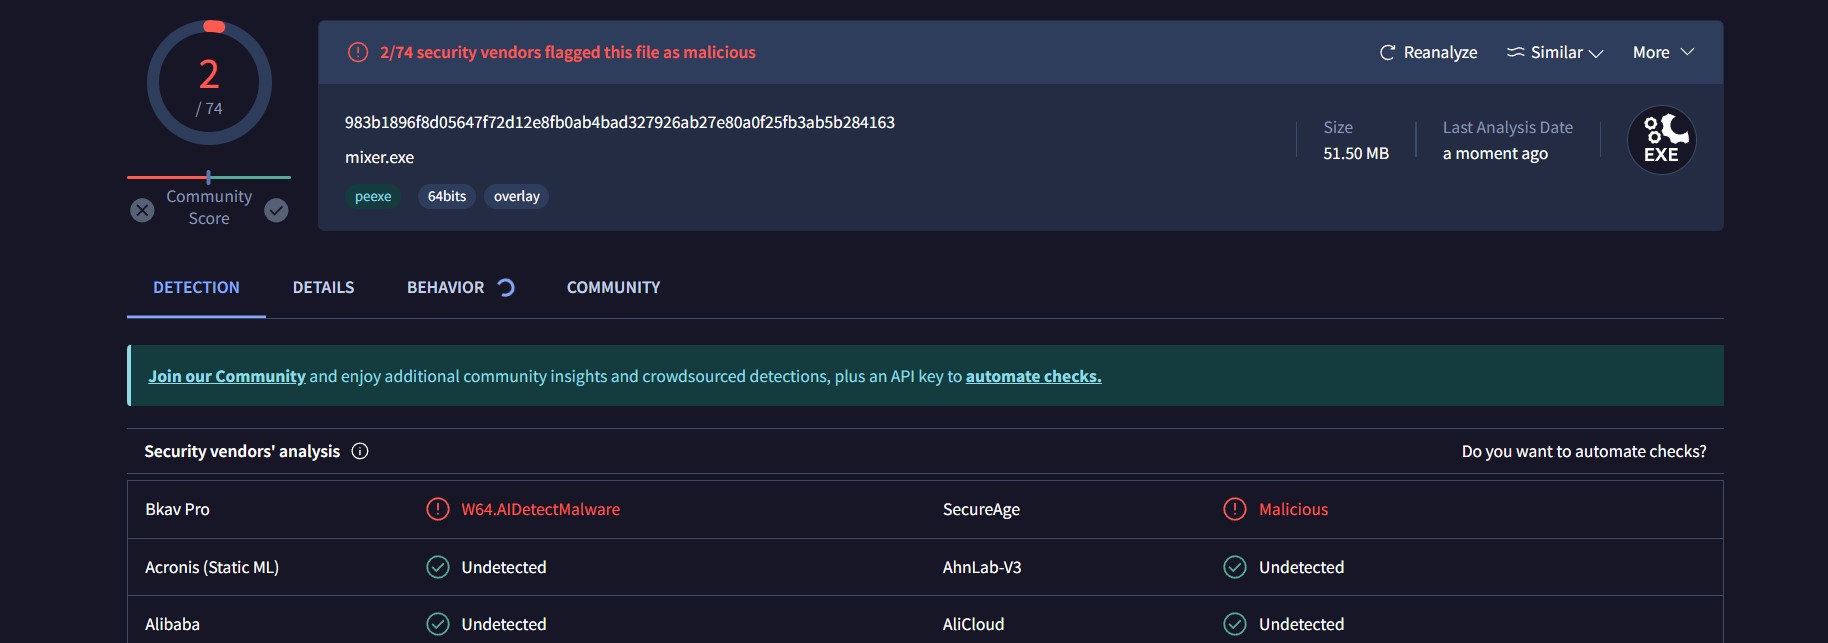 2
/ 74
Community
Score
2/74 security vendors flagged this file as malicious
Reanalyze
Similar
More
983b1896f8d05647f72d12e8fb0ab4bad327926ab27e80a0f25fb3ab5b284163
mixer.exe
peexe 64bits overlay
Size
51.50 MB
Last Analysis Date
a moment ago
EXE
DETECTION DETAILS BEHAVIOR COMMUNITY
Join our Community and enjoy additional community insights and crowdsourced detections, plus an API key to automate checks.
Security vendors' analysis
Do you want to automate checks?
Bkav Pro W64.AIDetectMalware SecureAge Malicious
Acronis (Static ML) Undetected AhnLab-V3 Undetected
Alibaba Undetected AliCloud Undetected